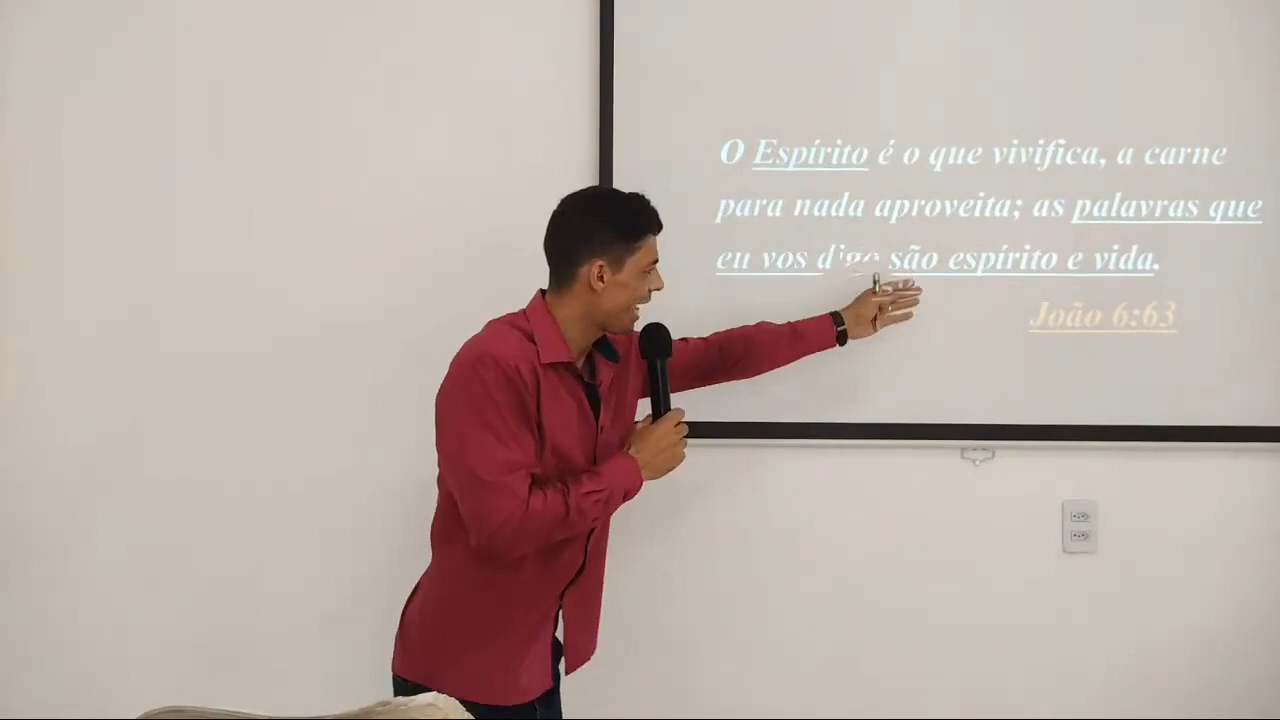 O Espírito é o que vivifica, a carne
para nada aproveita; as palavras que
eu vos digo são espírito e vida.
João 6:63